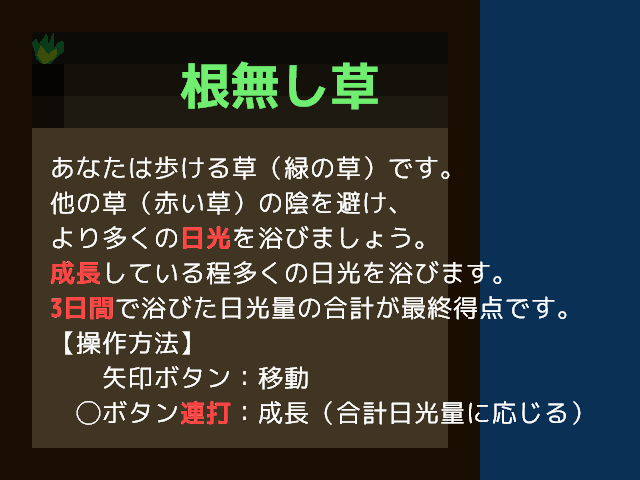 根無し草
あなたは歩ける草（緑の草）です。
他の草（赤い草）の陰を避け、
より多くの日光を浴びましょう。
成長している程多くの日光を浴びます。
3日間で浴びた日光量の合計が最終得点です。
【操作方法】
矢印ボタン：移動
○ボタン連打：成長（合計日光量に応じる）